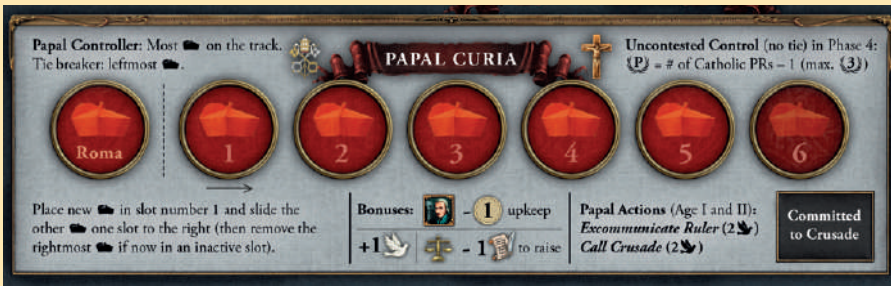 PAPAL CURIA
Papal Controller: Most on the track.
Tie breaker: leftmost .
Uncontested Control (no tie) in Phase 4:
(P) = # of Catholic PRs – 1 (max. (3))
Roma
1
2
3
4
5
6
Place new in slot number 1 and slide the
other one slot to the right (then remove the
rightmost if now in an inactive slot).
Bonuses: – 1 upkeep
+1 – 1 to raise
Papal Actions (Age I and II):
Excommunicate Ruler (2 )
Call Crusade (2 )
Committed
to Crusade